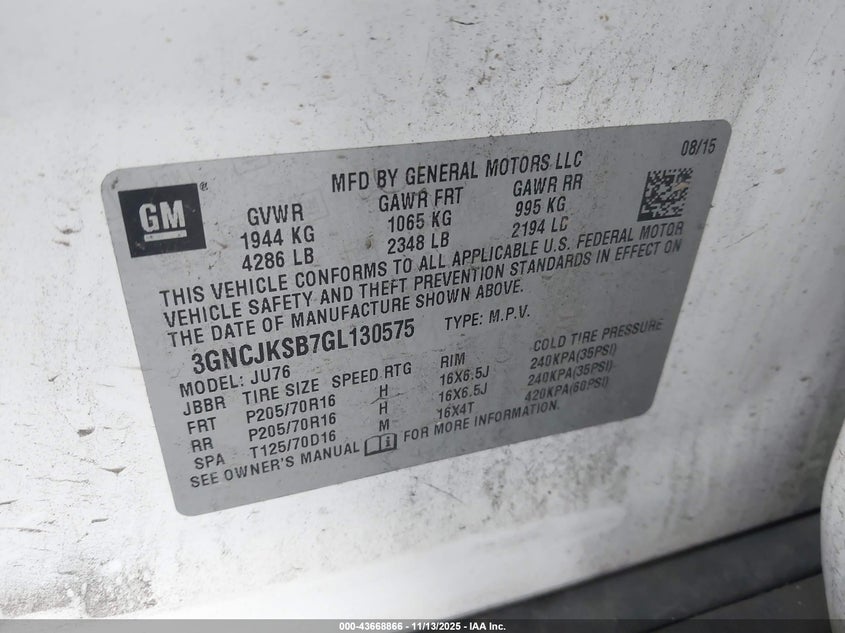 GM®
MFD BY GENERAL MOTORS LLC
08/15
GVWR GAWR FRT GAWR RR
1944 KG 1065 KG 995 KG
4286 LB 2348 LB 2194 LB
THIS VEHICLE CONFORMS TO ALL APPLICABLE U.S. FEDERAL MOTOR
VEHICLE SAFETY AND THEFT PREVENTION STANDARDS IN EFFECT ON
THE DATE OF MANUFACTURE SHOWN ABOVE.
3GNCJKSB7GL130575 TYPE: M.P.V.
MODEL: JU76
JBBR TIRE SIZE SPEED RTG RIM COLD TIRE PRESSURE
FRT P205/70R16 H 16X6.5J 240KPA(35PSI)
RR P205/70R16 H 16X6.5J 240KPA(35PSI)
SPA T125/70D16 M 16X4T 420KPA(60PSI)
SEE OWNER'S MANUAL FOR MORE INFORMATION.
000-43668866 - 11/13/2025 - IAA Inc.